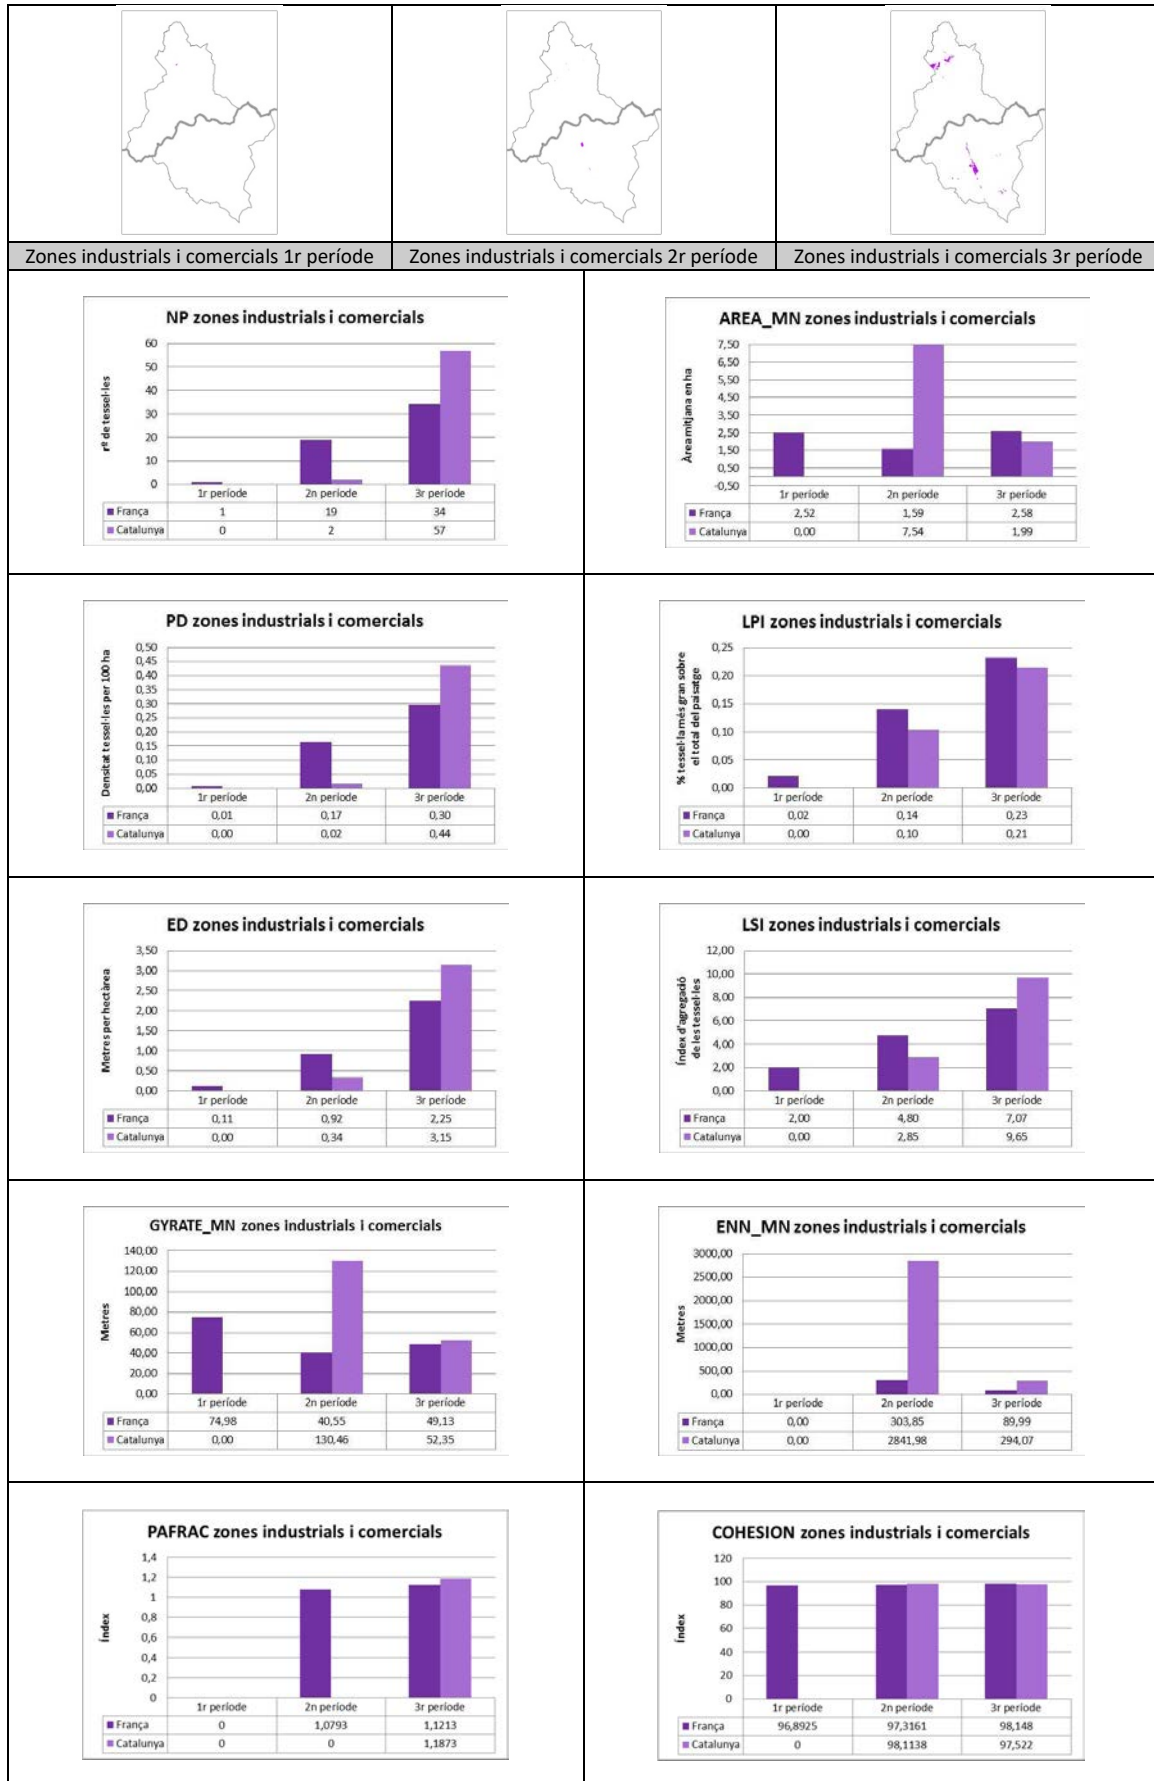 Zones industrials i comercials 1r període
Zones industrials i comercials 2r període
Zones industrials i comercials 3r període
NP zones industrials i comercials
60
50
40
30
20
10
0
rº de tessel·les
1r període 2n període 3r període
França 1 19 34
Catalunya 0 2 57
AREA_MN zones industrials i comercials
7,50
6,50
5,50
4,50
3,50
2,50
1,50
0,50
-0,50
Àrea mitjana en ha
1r període 2n període 3r període
França 2,52 1,59 2,58
Catalunya 0,00 7,54 1,99
PD zones industrials i comercials
0,50
0,45
0,40
0,35
0,30
0,25
0,20
0,15
0,10
0,05
0,00
Densitat tessel·les per 100 ha
1r període 2n període 3r període
França 0,01 0,17 0,30
Catalunya 0,00 0,02 0,44
LPI zones industrials i comercials
0,25
0,20
0,15
0,10
0,05
0,00
% tessel·la més gran sobre
el total del paisatge
1r període 2n període 3r període
França 0,02 0,14 0,23
Catalunya 0,00 0,10 0,21
ED zones industrials i comercials
3,50
3,00
2,50
2,00
1,50
1,00
0,50
0,00
Metres per hectàrea
1r període 2n període 3r període
França 0,11 0,92 2,25
Catalunya 0,00 0,34 3,15
LSI zones industrials i comercials
12,00
10,00
8,00
6,00
4,00
2,00
0,00
Índex d'agregació
de les tessel·les
1r període 2n període 3r període
França 2,00 4,80 7,07
Catalunya 0,00 2,85 9,65
GYRATE_MN zones industrials i comercials
140,00
120,00
100,00
80,00
60,00
40,00
20,00
0,00
Metres
1r període 2n període 3r període
França 74,98 40,55 49,13
Catalunya 0,00 130,46 52,35
ENN_MN zones industrials i comercials
3000,00
2500,00
2000,00
1500,00
1000,00
500,00
0,00
Metres
1r període 2n període 3r període
França 0,00 303,85 89,99
Catalunya 0,00 2841,98 294,07
PAFRAC zones industrials i comercials
1,4
1,2
1
0,8
0,6
0,4
0,2
0
Índex
1r període 2n període 3r període
França 0 1,0793 1,1213
Catalunya 0 0 1,1873
COHESION zones industrials i comercials
120
100
80
60
40
20
0
Índex
1r període 2n període 3r període
França 96,8925 97,3161 98,148
Catalunya 0 98,1138 97,522